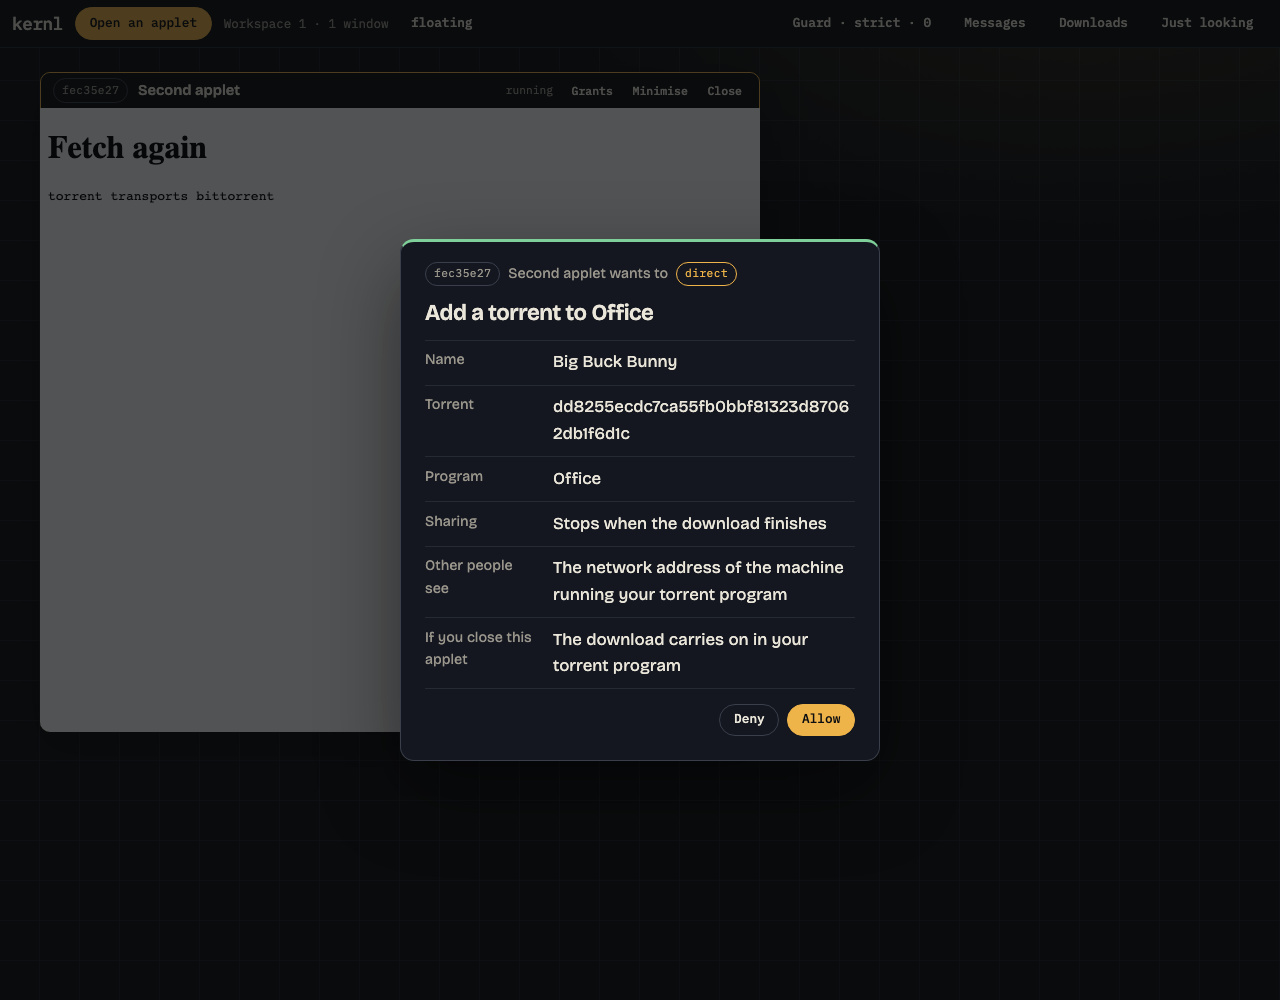 kernl
Open an applet
Workspace 1 · 1 window
floating
Guard · strict · 0
Messages
Downloads
Just looking
fec35e27
Second applet
running
Grants
Minimise
Close
Fetch again
torrent transports bittorrent
fec35e27
Second applet wants to
direct
Add a torrent to Office
Name
Big Buck Bunny
Torrent
dd8255ecdc7ca55fb0bbf81323d8706
2db1f6d1c
Program
Office
Sharing
Stops when the download finishes
Other people
see
The network address of the machine
running your torrent program
If you close this
applet
The download carries on in your
torrent program
Deny
Allow